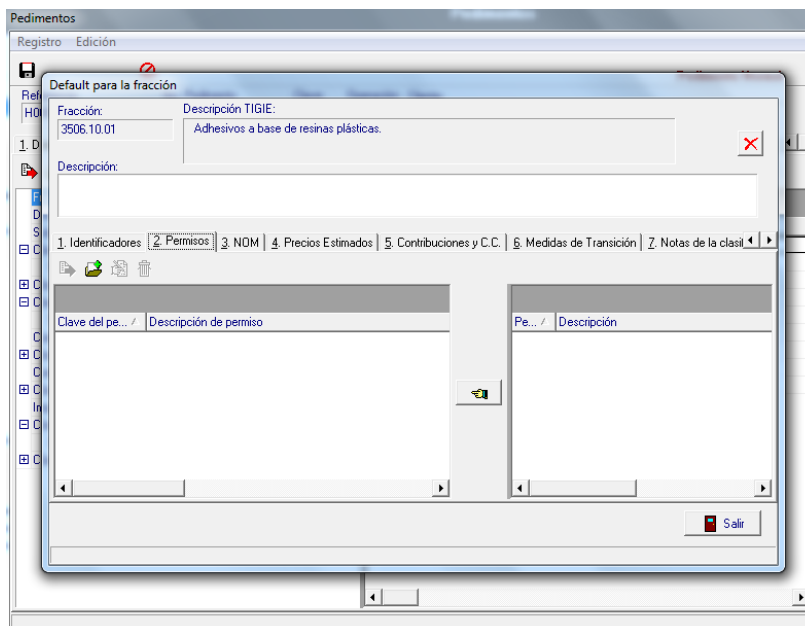 Pedimentos
Registro Edición
Default para la fracción
Fracción: Descripción TIGIE:
3506.10.01 Adhesivos a base de resinas plásticas.
Descripción:
1. Identificadores 2. Permisos 3. NOM 4. Precios Estimados 5. Contribuciones y C.C. 6. Medidas de Transición 7. Notas de la clasi
Clave del pe... Descripción de permiso Pe... Descripción
Salir